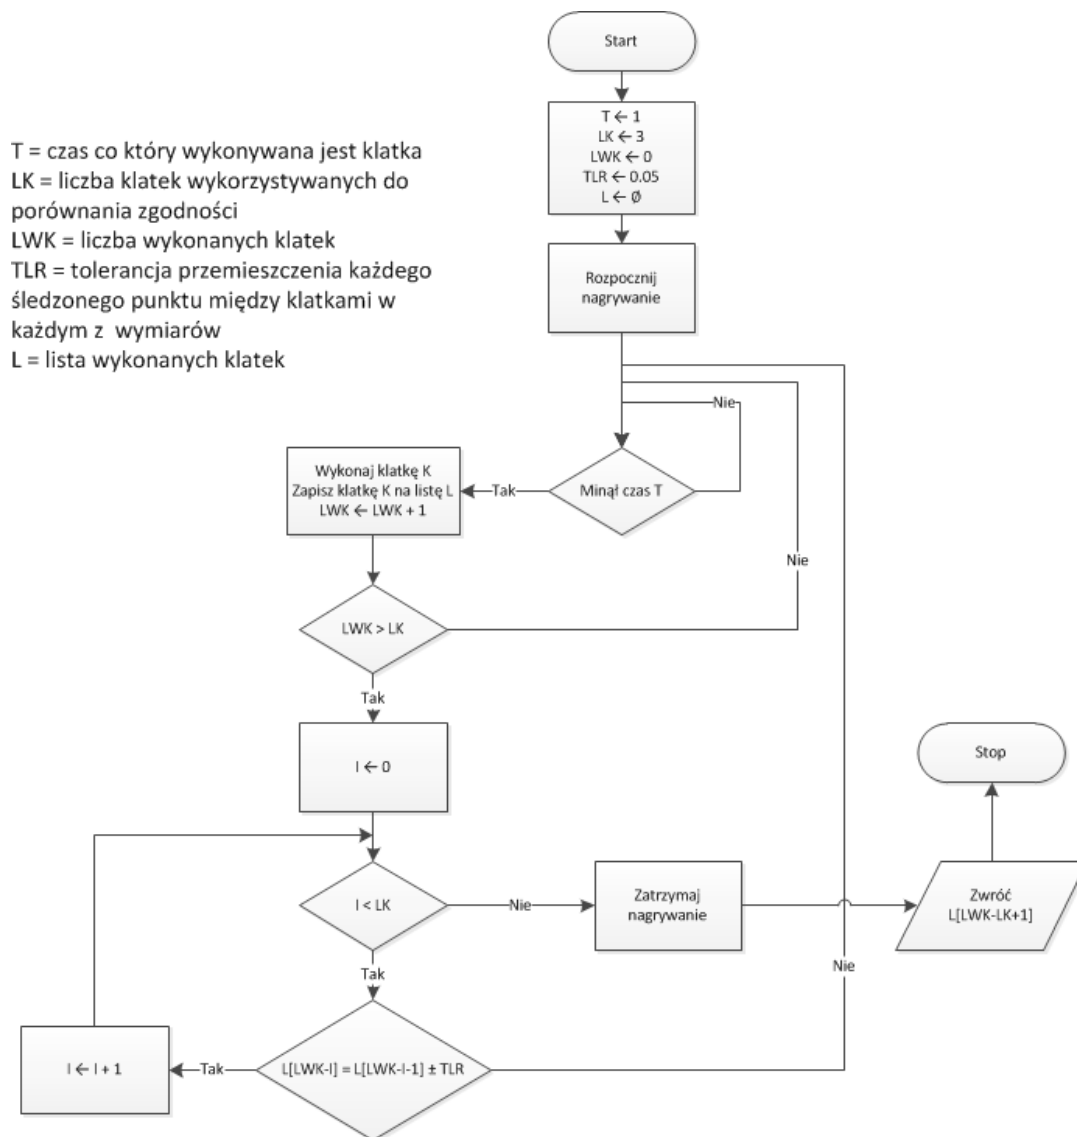 Start
T ← 1
LK ← 3
LWK ← 0
TLR ← 0.05
L ← Ø
T = czas co który wykonywana jest klatka
LK = liczba klatek wykorzystywanych do
porównania zgodności
LWK = liczba wykonanych klatek
TLR = tolerancja przemieszczenia każdego
śledzonego punktu między klatkami w
każdym z wymiarów
L = lista wykonanych klatek
Rozpocznij
nagrywanie
Nie
Minął czas T
Tak
Wykonaj klatkę K
Zapisz klatkę K na listę L
LWK ← LWK + 1
Nie
LWK > LK
Tak
I ← 0
Stop
I < LK
Nie
Zatrzymaj
nagrywanie
Zwróć
L[LWK-LK+1]
Nie
Tak
L[LWK-I] = L[LWK-I-1] ± TLR
Tak
I ← I + 1